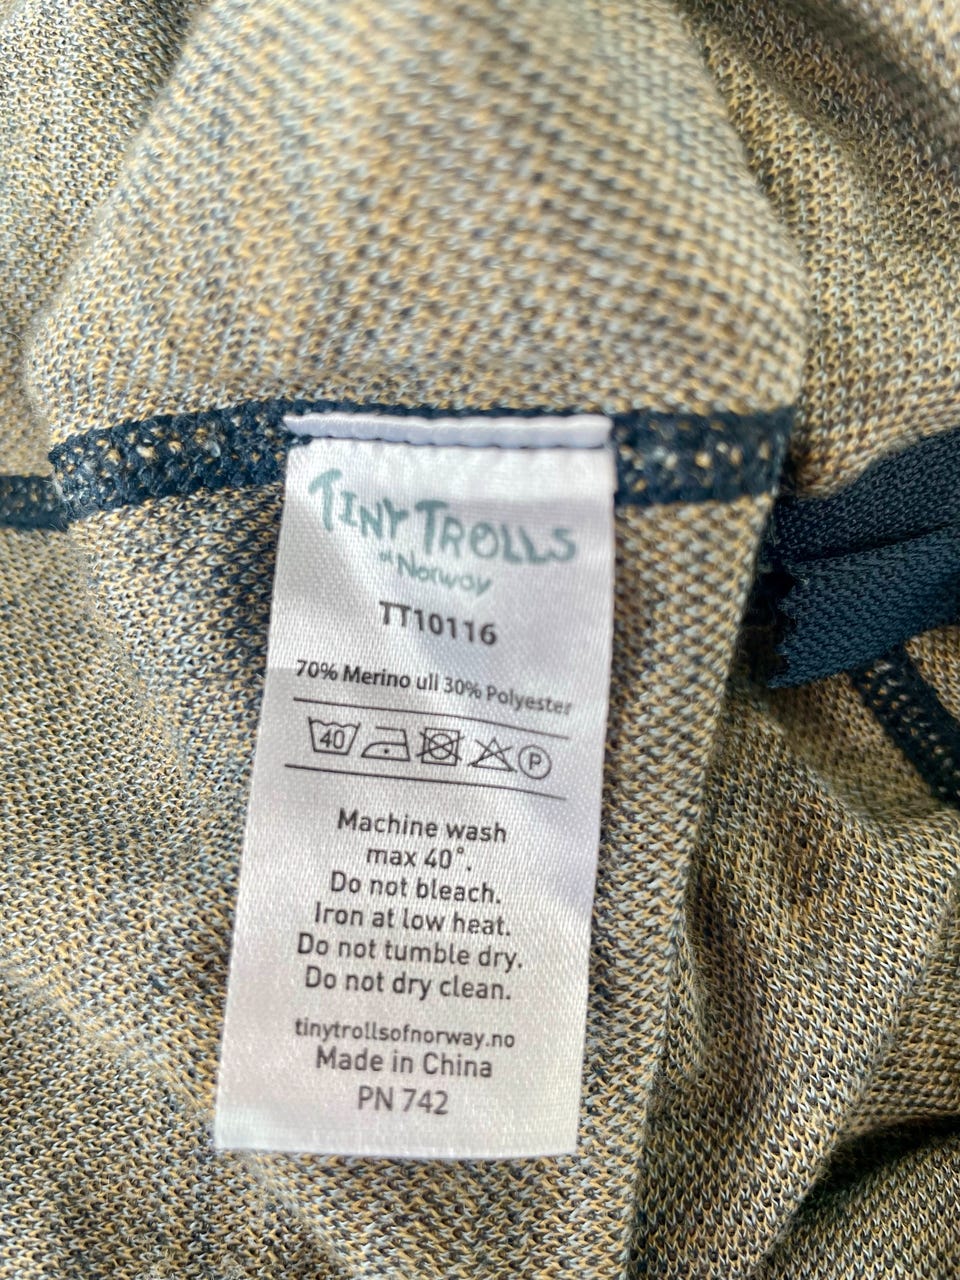 TINY TROLLS
of Norway
TT10116
70% Merino ull 30% Polyester
40 P
Machine wash
max 40°.
Do not bleach.
Iron at low heat.
Do not tumble dry.
Do not dry clean.
tinytrollsofnorway.no
Made in China
PN 742